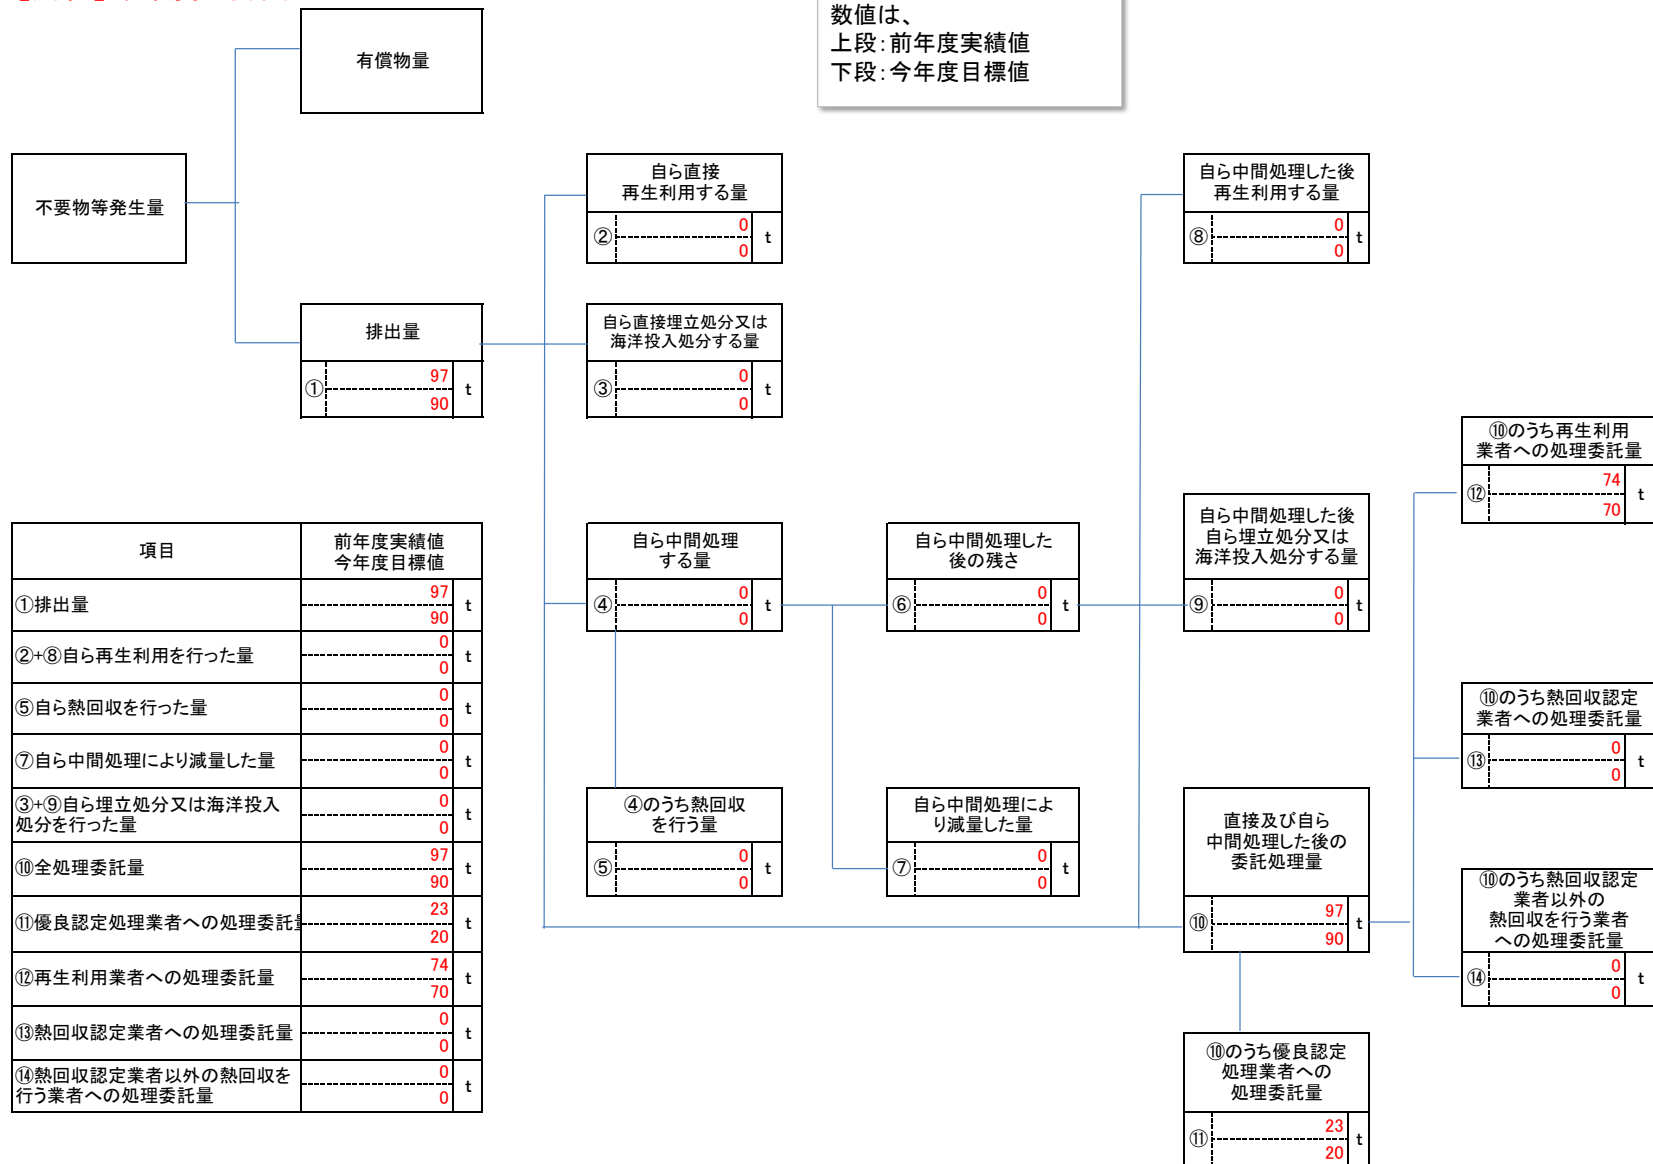 数値は、
上段：前年度実績値
下段：今年度目標値
有償物量
不要物等発生量
排出量
①
97
90
t
自ら直接
再生利用する量
②
0
0
t
自ら直接埋立処分又は
海洋投入処分する量
③
0
0
t
自ら中間処理
する量
④
0
0
t
④のうち熱回収
を行う量
⑤
0
0
t
自ら中間処理した
後の残さ
⑥
0
0
t
自ら中間処理によ
り減量した量
⑦
0
0
t
自ら中間処理した後
再生利用する量
⑧
0
0
t
自ら中間処理した後
自ら埋立処分又は
海洋投入処分する量
⑨
0
0
t
直接及び自ら
中間処理した後の
委託処理量
⑩
97
90
t
⑩のうち優良認定
処理業者への
処理委託量
⑪
23
20
t
⑩のうち再生利用
業者への処理委託量
⑫
74
70
t
⑩のうち熱回収認定
業者への処理委託量
⑬
0
0
t
⑩のうち熱回収認定
業者以外の
熱回収を行う業者
への処理委託量
⑭
0
0
t
項目
前年度実績値
今年度目標値
①排出量
97
90
t
②+⑧自ら再生利用を行った量
0
0
t
⑤自ら熱回収を行った量
0
0
t
⑦自ら中間処理により減量した量
0
0
t
③+⑨自ら埋立処分又は海洋投入
処分を行った量
0
0
t
⑩全処理委託量
97
90
t
⑪優良認定処理業者への処理委託量
23
20
t
⑫再生利用業者への処理委託量
74
70
t
⑬熱回収認定業者への処理委託量
0
0
t
⑭熱回収認定業者以外の熱回収を
行う業者への処理委託量
0
0
t